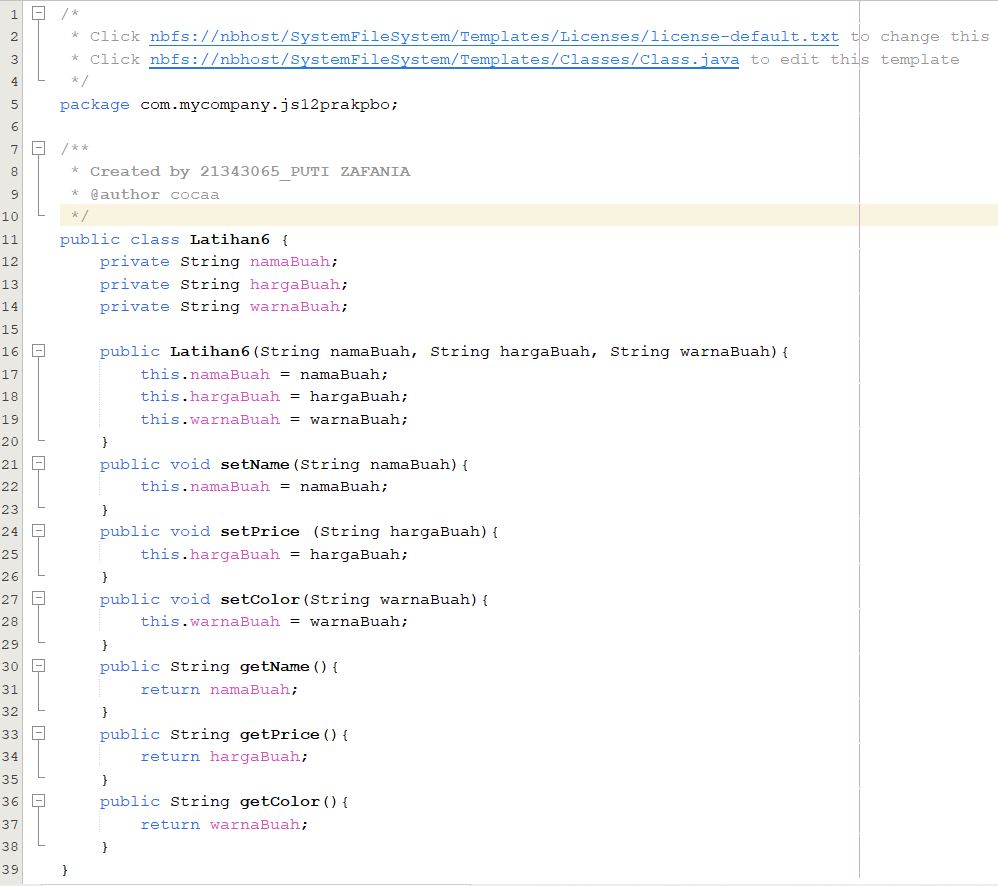 1 /*
2  * Click nbfs://nbhost/SystemFileSystem/Templates/Licenses/license-default.txt to change this
3  * Click nbfs://nbhost/SystemFileSystem/Templates/Classes/Class.java to edit this template
4  */
5 package com.mycompany.js12prakpbo;
6
7 /**
8  * Created by 21343065_PUTI ZAFANIA
9  * @author cocaa
10  */
11 public class Latihan6 {
12     private String namaBuah;
13     private String hargaBuah;
14     private String warnaBuah;
15
16     public Latihan6(String namaBuah, String hargaBuah, String warnaBuah){
17         this.namaBuah = namaBuah;
18         this.hargaBuah = hargaBuah;
19         this.warnaBuah = warnaBuah;
20     }
21     public void setName(String namaBuah){
22         this.namaBuah = namaBuah;
23     }
24     public void setPrice (String hargaBuah){
25         this.hargaBuah = hargaBuah;
26     }
27     public void setColor(String warnaBuah){
28         this.warnaBuah = warnaBuah;
29     }
30     public String getName(){
31         return namaBuah;
32     }
33     public String getPrice(){
34         return hargaBuah;
35     }
36     public String getColor(){
37         return warnaBuah;
38     }
39 }